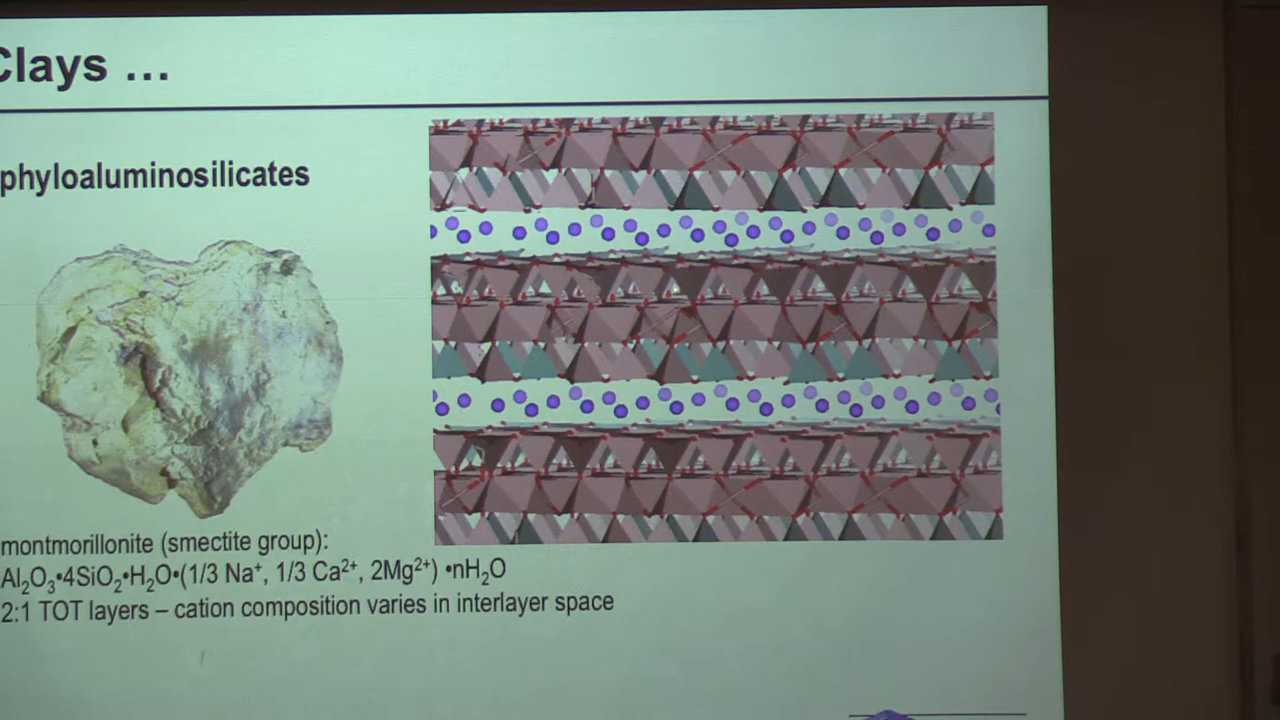 Clays ...
phyloaluminosilicates
montmorillonite (smectite group):
Al₂O₃•4SiO₂•H₂O•(1/3 Na⁺, 1/3 Ca²⁺, 2Mg²⁺) •nH₂O
2:1 TOT layers – cation composition varies in interlayer space